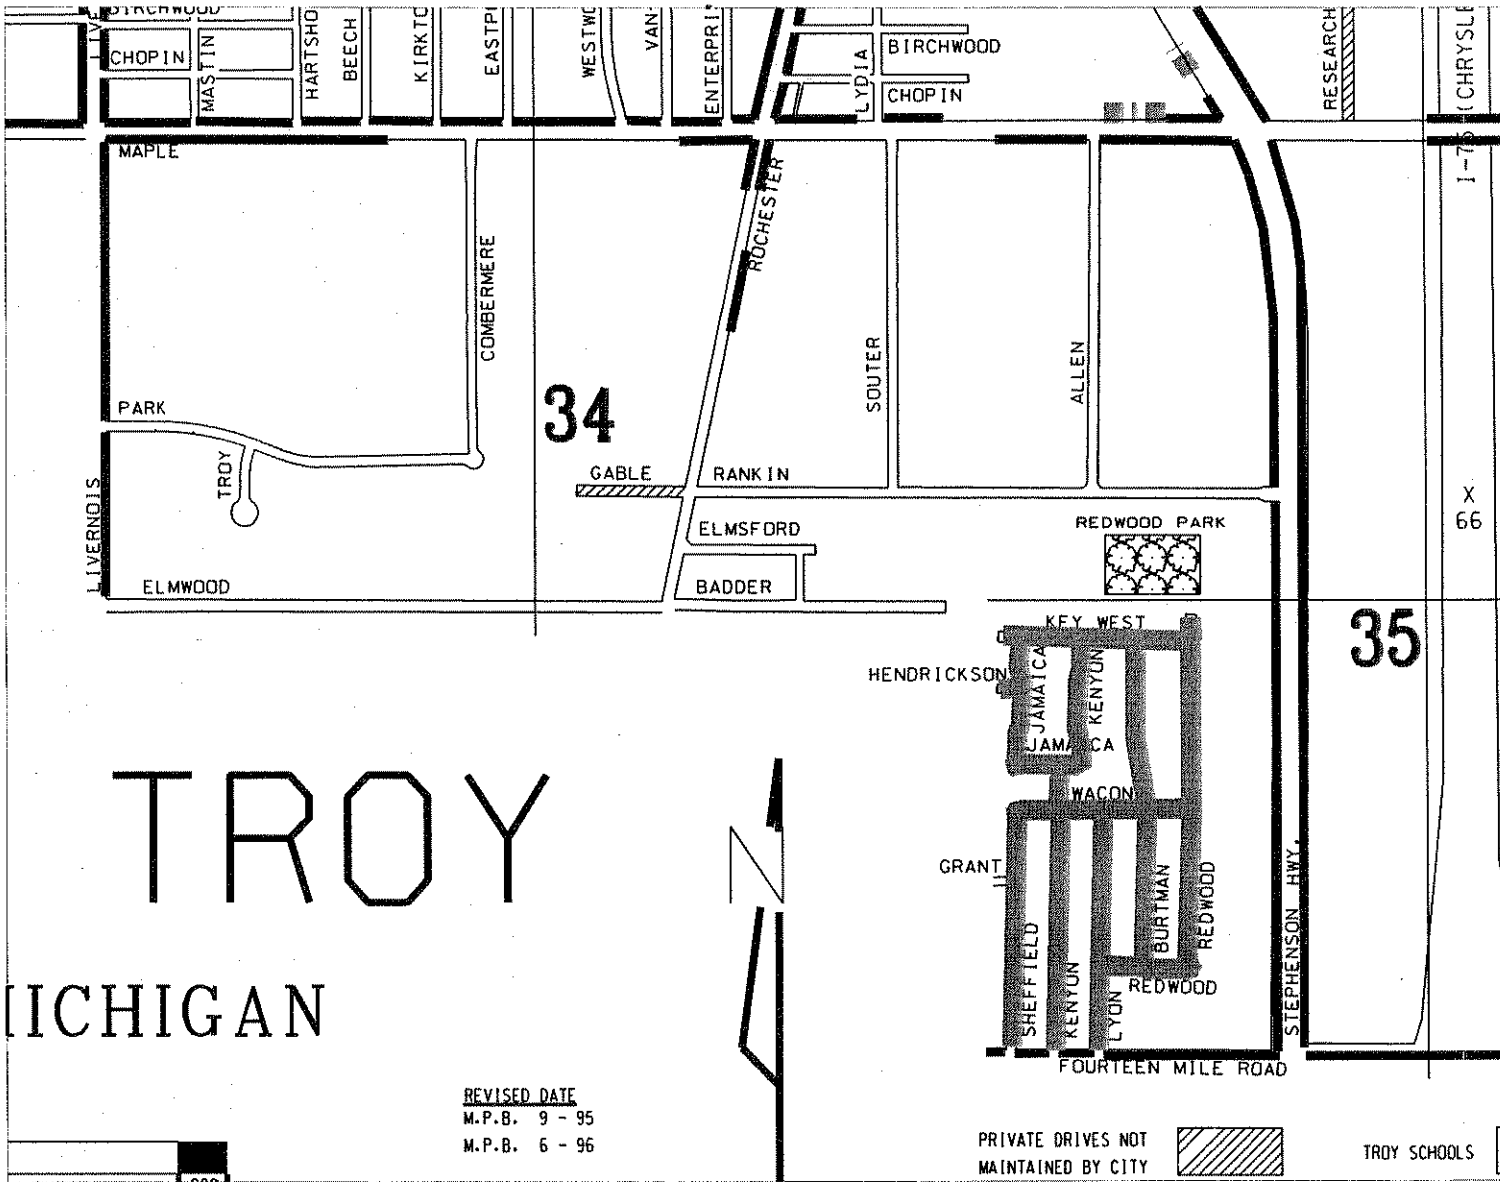 BIRCHWOOD
CHOPIN
MASTIN
HARTSHO
BEECH
KIRKTO
EASTP
WESTWO
VAN-
ENTERPRI
LYDIA
BIRCHWOOD
CHOPIN
RESEARCH
I-75 (CHRYSLE
LIVE
MAPLE
ROCHESTER
COMBERMERE
SOUTER
ALLEN
PARK
34
TROY
GABLE
RANKIN
LIVERNOIS
X
66
ELMSFORD
REDWOOD PARK
ELMWOOD
BADDER
35
KEY WEST
HENDRICKSON
JAMAICA
KENYON
JAMAICA
WACON
TROY
N
GRANT
BURTMAN
REDWOOD
STEPHENSON HWY.
SHEFFIELD
KENYON
LYON
REDWOOD
MICHIGAN
FOURTEEN MILE ROAD
REVISED DATE
M.P.B. 9 - 95
M.P.B. 6 - 96
PRIVATE DRIVES NOT
MAINTAINED BY CITY
TROY SCHOOLS